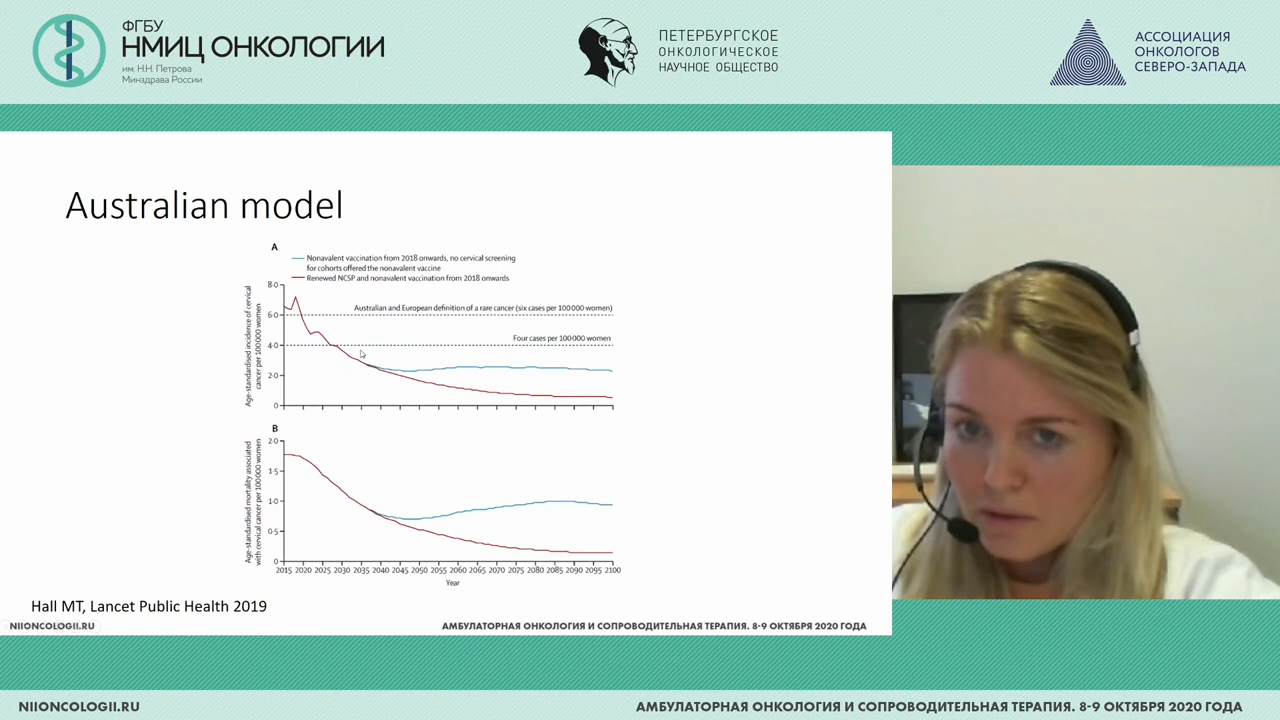 ФГБУ
НМИЦ ОНКОЛОГИИ
им. Н.Н. Петрова
Минздрава России
ПЕТЕРБУРГСКОЕ
ОНКОЛОГИЧЕСКОЕ
НАУЧНОЕ ОБЩЕСТВО
АССОЦИАЦИЯ
ОНКОЛОГОВ
СЕВЕРО-ЗАПАДА
Australian model
A
Nonavalent vaccination from 2018 onwards, no cervical screening
for cohorts offered the nonavalent vaccine
Renewed NCSP and nonavalent vaccination from 2018 onwards
Age-standardised incidence of cervical
cancer per 100 000 women
8·0
6·0
4·0
2·0
0
Australian and European definition of a rare cancer (six cases per 100 000 women)
Four cases per 100 000 women
B
Age-standardised mortality associated
with cervical cancer per 100 000 women
2·0
1·5
1·0
0·5
0
2015 2020 2025 2030 2035 2040 2045 2050 2055 2060 2065 2070 2075 2080 2085 2090 2095 2100
Year
Hall MT, Lancet Public Health 2019
NIIONCOLOGII.RU
АМБУЛАТОРНАЯ ОНКОЛОГИЯ И СОПРОВОДИТЕЛЬНАЯ ТЕРАПИЯ. 8-9 ОКТЯБРЯ 2020 ГОДА
NIIONCOLOGII.RU
АМБУЛАТОРНАЯ ОНКОЛОГИЯ И СОПРОВОДИТЕЛЬНАЯ ТЕРАПИЯ. 8-9 ОКТЯБРЯ 2020 ГОДА